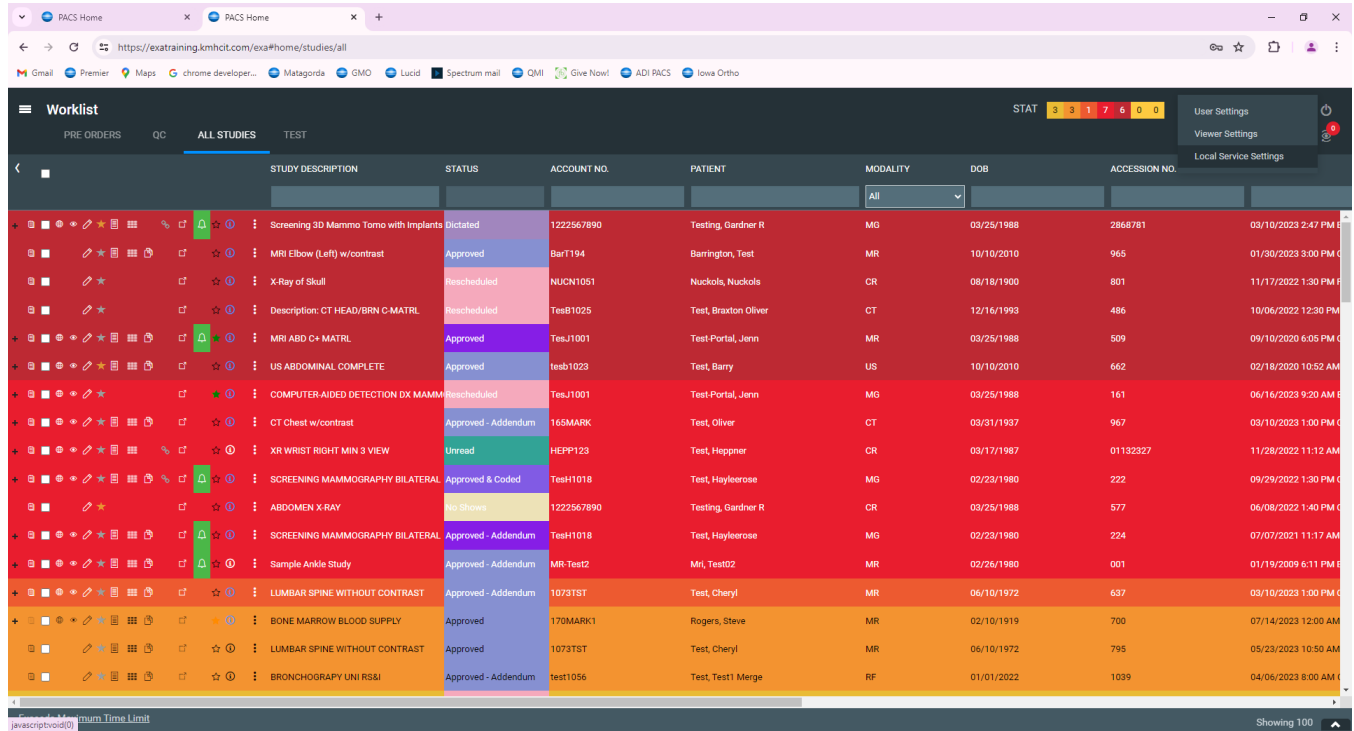 PACS Home PACS Home
https://exatraining.kmhcit.com/exa#home/studies/all
Gmail Premier Maps chrome developer... Matagorda GMO Lucid Spectrum mail QMI Give Now! ADI PACS Iowa Ortho
Worklist STAT 3 3 1 7 6 0 0 User Settings
PRE ORDERS QC ALL STUDIES TEST Viewer Settings 0
Local Service Settings
STUDY DESCRIPTION STATUS ACCOUNT NO. PATIENT MODALITY DOB ACCESSION NO.
All
Screening 3D Mammo Tomo with Implants Dictated 1222567890 Testing, Gardner R MG 03/25/1988 2868781 03/10/2023 2:47 PM E
MRI Elbow (Left) w/contrast Approved BarT194 Barrington, Test MR 10/10/2010 965 01/30/2023 3:00 PM C
X-Ray of Skull Rescheduled NUCN1051 Nuckols, Nuckols CR 08/18/1900 801 11/17/2022 1:30 PM P
Description: CT HEAD/BRN C-MATRL Rescheduled TesB1025 Test, Braxton Oliver CT 12/16/1993 486 10/06/2022 12:30 PM
MRI ABD C+ MATRL Approved TesJ1001 Test-Portal, Jenn MR 03/25/1988 509 09/10/2020 6:05 PM C
US ABDOMINAL COMPLETE Approved tesb1023 Test, Barry US 10/10/2010 662 02/18/2020 10:52 AM
COMPUTER-AIDED DETECTION DX MAMM Rescheduled TesJ1001 Test-Portal, Jenn MG 03/25/1988 161 06/16/2023 9:20 AM E
CT Chest w/contrast Approved - Addendum 165MARK Test, Oliver CT 03/31/1937 967 03/10/2023 1:00 PM C
XR WRIST RIGHT MIN 3 VIEW Unread HEPP123 Test, Heppner CR 03/17/1987 01132327 11/28/2022 11:12 AM
SCREENING MAMMOGRAPHY BILATERAL Approved & Coded TesH1018 Test, Hayleerose MG 02/23/1980 222 09/29/2022 1:30 PM C
ABDOMEN X-RAY No Shows 1222567890 Testing, Gardner R CR 03/25/1988 577 06/08/2022 1:40 PM C
SCREENING MAMMOGRAPHY BILATERAL Approved - Addendum TesH1018 Test, Hayleerose MG 02/23/1980 224 07/07/2021 11:17 AM
Sample Ankle Study Approved - Addendum MR-Test2 Mri, Test02 MR 02/26/1980 001 01/19/2009 6:11 PM E
LUMBAR SPINE WITHOUT CONTRAST Approved - Addendum 1073TST Test, Cheryl MR 06/10/1972 637 03/10/2023 1:00 PM C
BONE MARROW BLOOD SUPPLY Approved 170MARK1 Rogers, Steve MR 02/10/1919 700 07/14/2023 12:00 AM
LUMBAR SPINE WITHOUT CONTRAST Approved 1073TST Test, Cheryl MR 06/10/1972 795 05/23/2023 10:50 AM
BRONCHOGRAPY UNI RS&I Approved - Addendum test1056 Test, Test1 Merge RF 01/01/2022 1039 04/06/2023 8:00 AM
Time Limit
javascript:void(0) Showing 100